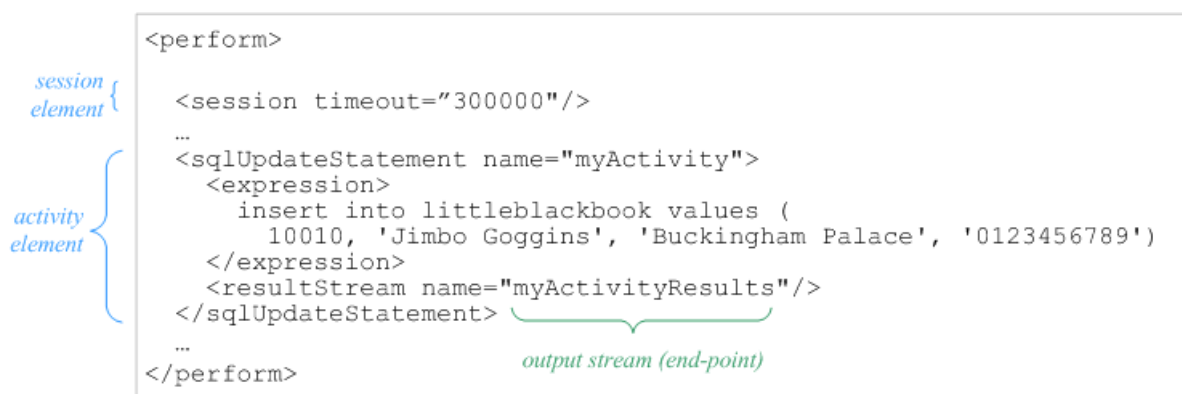 <perform>
session
element
<session timeout=”300000"/>
…
<sqlUpdateStatement name="myActivity">
<expression>
insert into littleblackbook values (
10010, 'Jimbo Goggins', 'Buckingham Palace', '0123456789')
</expression>
<resultStream name="myActivityResults"/>
</sqlUpdateStatement>
activity
element
output stream (end-point)
…
</perform>